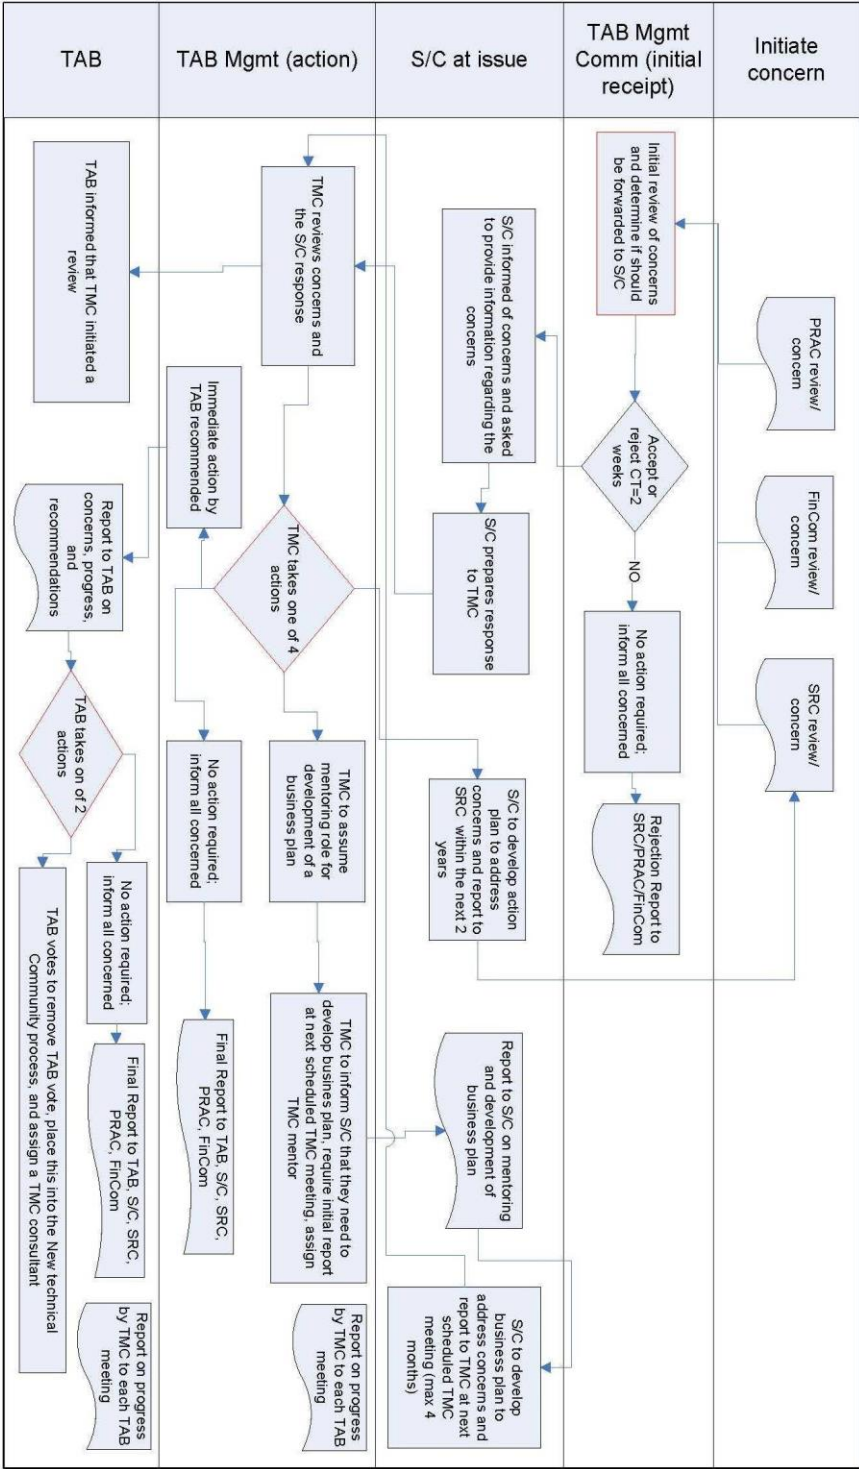 Initiate
concern
PRAC review/
concern
FinCom review/
concern
SRC review/
concern
TAB Mgmt
Comm (initial
receipt)
Initial review of concerns
and determine if should
be forwarded to S/C
Accept or
reject CT=2
weeks
NO
No action required;
inform all concerned
Rejection Report to
SRC/PRAC/FinCom
S/C at issue
S/C informed of concerns and asked
to provide information regarding the
concerns
S/C prepares response
to TMC
S/C to develop action
plan to address
concerns and report to
SRC within the next 2
years
Report to S/C on mentoring
and development of
business plan
S/C to develop
business plan to
address concerns and
report to TMC at next
scheduled TMC
meeting (max 4
months)
TAB Mgmt (action)
TMC reviews concerns and
the S/C response
Immediate action by
TAB recommended
TMC takes one of 4
actions
TMC to assume
mentoring role for
development of a
business plan
No action required;
inform all concerned
TMC to inform S/C that they need to
develop busines plan, require initial report
at next scheduled TMC meeting, assign
TMC mentor
Final Report to TAB, S/C, SRC,
PRAC, FinCom
Report on progress
by TMC to each TAB
meeting
TAB
TAB informed that TMC initiated a
review
Report to TAB on
concerns, progress,
and
recommendations
TAB takes on of 2
actions
No action required;
inform all concerned
Final Report to TAB, S/C, SRC,
PRAC, FinCom
TAB votes to remove TAB vote, place this into the New technical
Community process, and assign a TMC consultant
Report on progress
by TMC to each TAB
meeting